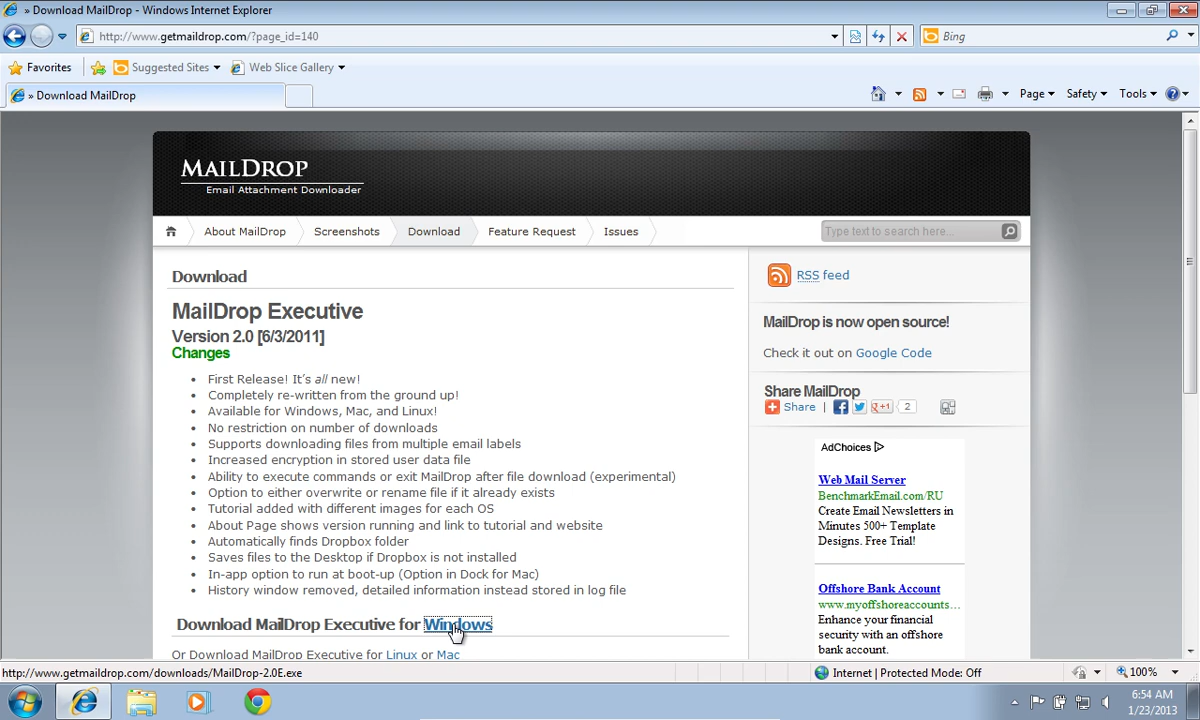 » Download MailDrop - Windows Internet Explorer
http://www.getmaildrop.com/?page_id=140
Bing
Favorites
Suggested Sites
Web Slice Gallery
» Download MailDrop
Page
Safety
Tools
MAILDROP
Email Attachment Downloader
About MailDrop
Screenshots
Download
Feature Request
Issues
Type text to search here...
Download
MailDrop Executive
Version 2.0 [6/3/2011]
Changes
• First Release! It's all new!
• Completely re-written from the ground up!
• Available for Windows, Mac, and Linux!
• No restriction on number of downloads
• Supports downloading files from multiple email labels
• Increased encryption in stored user data file
• Ability to execute commands or exit MailDrop after file download (experimental)
• Option to either overwrite or rename file if it already exists
• Tutorial added with different images for each OS
• About Page shows version running and link to tutorial and website
• Automatically finds Dropbox folder
• Saves files to the Desktop if Dropbox is not installed
• In-app option to run at boot-up (Option in Dock for Mac)
• History window removed, detailed information instead stored in log file
Download MailDrop Executive for Windows
Or Download MailDrop Executive for Linux or Mac
RSS feed
MailDrop is now open source!
Check it out on Google Code
Share MailDrop
Share | +1 2
AdChoices
Web Mail Server
BenchmarkEmail.com/RU
Create Email Newsletters in
Minutes 500+ Template
Designs. Free Trial!
Offshore Bank Account
www.myoffshoreaccounts...
Enhance your financial
security with an offshore
bank account.
http://www.getmaildrop.com/downloads/MailDrop-2.0E.exe
Internet | Protected Mode: Off
100%
6:54 AM
1/23/2013